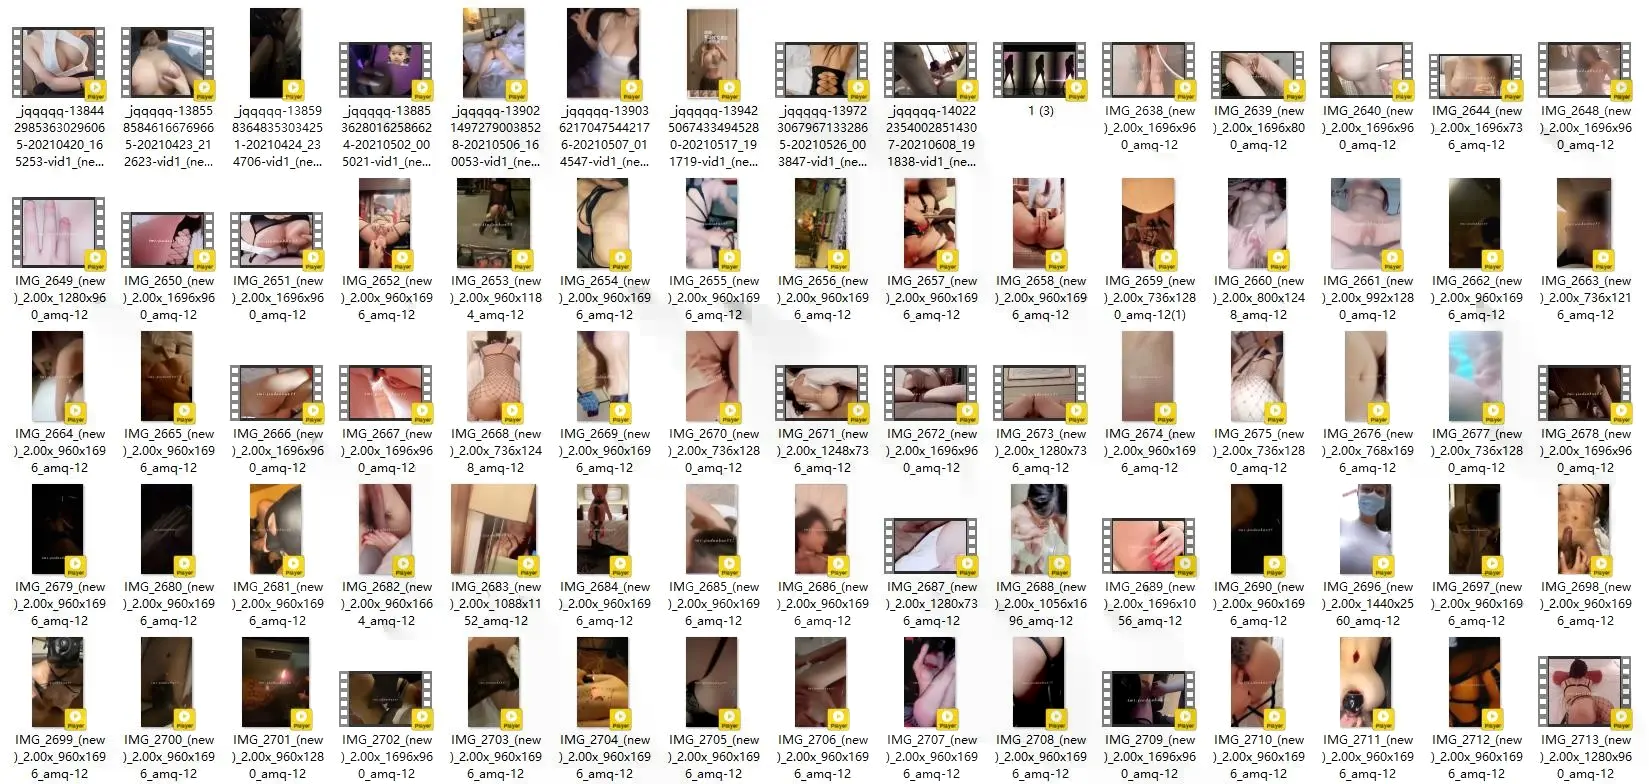 _jqqqqq-13844
2985363029606
5-20210420_16
5253-vid1_(ne...
_jqqqqq-13855
8584616676966
5-20210423_21
2623-vid1_(ne...
_jqqqqq-13859
8364835303425
1-20210424_23
4706-vid1_(ne...
_jqqqqq-13885
3628016258662
4-20210502_00
5021-vid1_(ne...
_jqqqqq-13902
1497279003852
8-20210506_16
0053-vid1_(ne...
_jqqqqq-13903
6217047544217
6-20210507_01
4547-vid1_(ne...
_jqqqqq-13942
5067433494528
0-20210517_19
1719-vid1_(ne...
_jqqqqq-13972
3067967133286
5-20210526_00
3847-vid1_(ne...
_jqqqqq-14022
2354002851430
7-20210608_19
1838-vid1_(ne...
1 (3)
IMG_2638_(new
)_2.00x_1696x96
0_amq-12
IMG_2639_(new
)_2.00x_1696x80
0_amq-12
IMG_2640_(new
)_2.00x_1696x96
0_amq-12
IMG_2644_(new
)_2.00x_1696x73
6_amq-12
IMG_2648_(new
)_2.00x_1696x96
0_amq-12
IMG_2649_(new
)_2.00x_1280x96
0_amq-12
IMG_2650_(new
)_2.00x_1696x96
0_amq-12
IMG_2651_(new
)_2.00x_1696x96
0_amq-12
IMG_2652_(new
)_2.00x_960x169
6_amq-12
IMG_2653_(new
)_2.00x_960x118
4_amq-12
IMG_2654_(new
)_2.00x_960x169
6_amq-12
IMG_2655_(new
)_2.00x_960x169
6_amq-12
IMG_2656_(new
)_2.00x_960x169
6_amq-12
IMG_2657_(new
)_2.00x_960x169
6_amq-12
IMG_2658_(new
)_2.00x_960x169
6_amq-12
IMG_2659_(new
)_2.00x_736x128
0_amq-12(1)
IMG_2660_(new
)_2.00x_800x124
8_amq-12
IMG_2661_(new
)_2.00x_992x128
0_amq-12
IMG_2662_(new
)_2.00x_960x169
6_amq-12
IMG_2663_(new
)_2.00x_736x121
6_amq-12
IMG_2664_(new
)_2.00x_960x169
6_amq-12
IMG_2665_(new
)_2.00x_960x169
6_amq-12
IMG_2666_(new
)_2.00x_1696x96
0_amq-12
IMG_2667_(new
)_2.00x_1696x96
0_amq-12
IMG_2668_(new
)_2.00x_736x124
8_amq-12
IMG_2669_(new
)_2.00x_960x169
6_amq-12
IMG_2670_(new
)_2.00x_736x128
0_amq-12
IMG_2671_(new
)_2.00x_1248x73
6_amq-12
IMG_2672_(new
)_2.00x_1696x96
0_amq-12
IMG_2673_(new
)_2.00x_1280x73
6_amq-12
IMG_2674_(new
)_2.00x_960x169
6_amq-12
IMG_2675_(new
)_2.00x_736x128
0_amq-12
IMG_2676_(new
)_2.00x_768x169
6_amq-12
IMG_2677_(new
)_2.00x_736x128
0_amq-12
IMG_2678_(new
)_2.00x_1696x96
0_amq-12
IMG_2679_(new
)_2.00x_960x169
6_amq-12
IMG_2680_(new
)_2.00x_960x169
6_amq-12
IMG_2681_(new
)_2.00x_960x169
6_amq-12
IMG_2682_(new
)_2.00x_960x166
4_amq-12
IMG_2683_(new
)_2.00x_1088x11
52_amq-12
IMG_2684_(new
)_2.00x_960x169
6_amq-12
IMG_2685_(new
)_2.00x_960x169
6_amq-12
IMG_2686_(new
)_2.00x_960x169
6_amq-12
IMG_2687_(new
)_2.00x_1280x73
6_amq-12
IMG_2688_(new
)_2.00x_1056x16
96_amq-12
IMG_2689_(new
)_2.00x_1696x10
56_amq-12
IMG_2690_(new
)_2.00x_960x169
6_amq-12
IMG_2696_(new
)_2.00x_1440x25
60_amq-12
IMG_2697_(new
)_2.00x_960x169
6_amq-12
IMG_2698_(new
)_2.00x_960x169
6_amq-12
IMG_2699_(new
)_2.00x_960x169
6_amq-12
IMG_2700_(new
)_2.00x_960x169
6_amq-12
IMG_2701_(new
)_2.00x_960x128
0_amq-12
IMG_2702_(new
)_2.00x_1696x96
0_amq-12
IMG_2703_(new
)_2.00x_960x169
6_amq-12
IMG_2704_(new
)_2.00x_960x169
6_amq-12
IMG_2705_(new
)_2.00x_960x169
6_amq-12
IMG_2706_(new
)_2.00x_960x169
6_amq-12
IMG_2707_(new
)_2.00x_960x169
6_amq-12
IMG_2708_(new
)_2.00x_960x169
6_amq-12
IMG_2709_(new
)_2.00x_1696x96
0_amq-12
IMG_2710_(new
)_2.00x_960x169
6_amq-12
IMG_2711_(new
)_2.00x_960x169
6_amq-12
IMG_2712_(new
)_2.00x_960x169
6_amq-12
IMG_2713_(new
)_2.00x_1280x96
0_amq-12